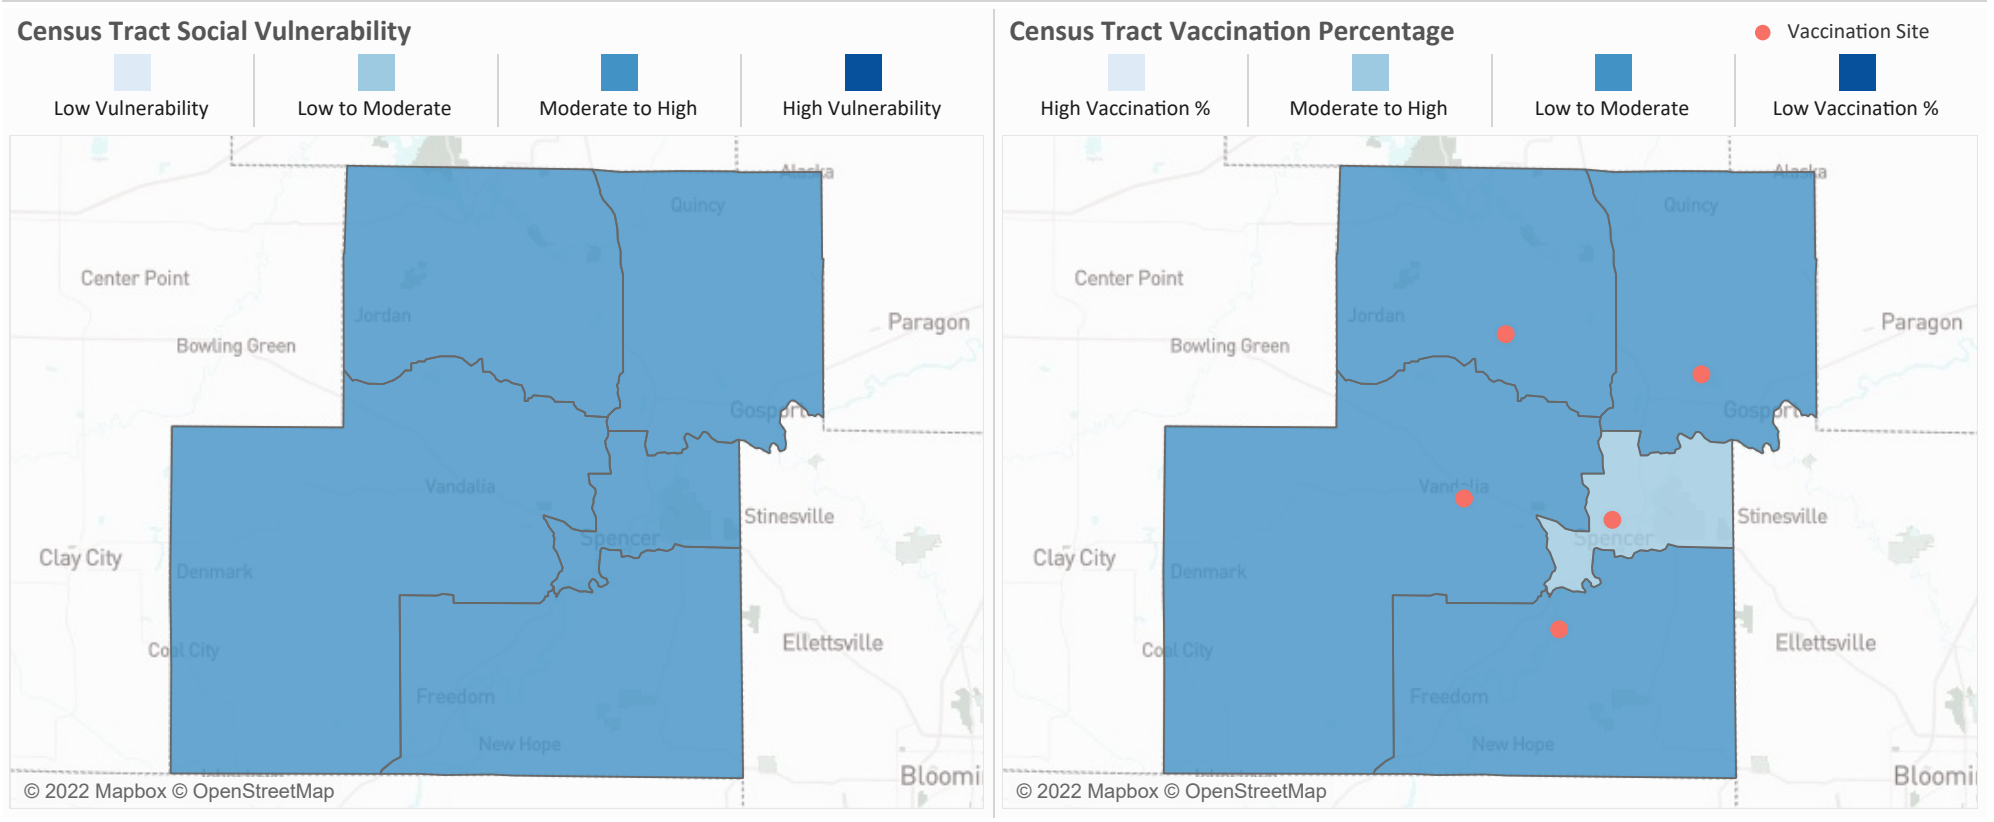 Census Tract Social Vulnerability
Low Vulnerability
Low to Moderate
Moderate to High
High Vulnerability
Alaska
Quincy
Center Point
Jordan
Paragon
Bowling Green
Gosport
Vandalia
Stinesville
Spencer
Clay City
Denmark
Ellettsville
Coal City
Freedom
New Hope
Bloomi
© 2022 Mapbox © OpenStreetMap
Census Tract Vaccination Percentage
Vaccination Site
High Vaccination %
Moderate to High
Low to Moderate
Low Vaccination %
Alaska
Quincy
Center Point
Jordan
Paragon
Bowling Green
Gosport
Vandalia
Stinesville
Spencer
Clay City
Denmark
Ellettsville
Coal City
Freedom
New Hope
Bloomi
© 2022 Mapbox © OpenStreetMap